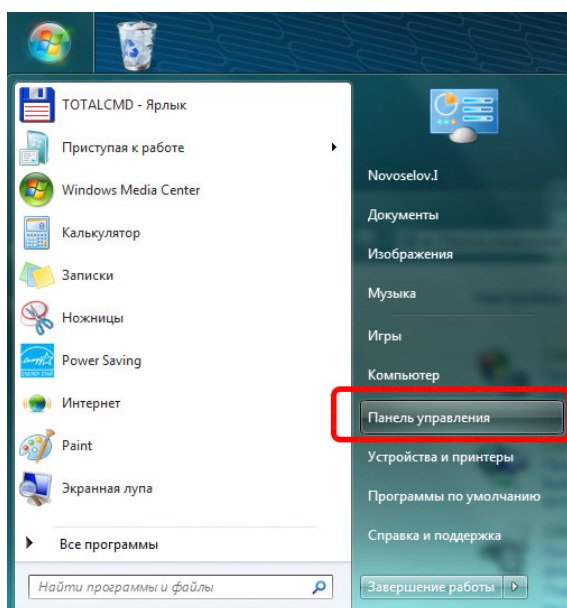 TOTALCMD - Ярлык
Приступая к работе
Windows Media Center
Калькулятор
Записки
Ножницы
Power Saving
Интернет
Paint
Экранная лупа
Все программы
Найти программы и файлы
Novoselov.I
Документы
Изображения
Музыка
Игры
Компьютер
Панель управления
Устройства и принтеры
Программы по умолчанию
Справка и поддержка
Завершение работы